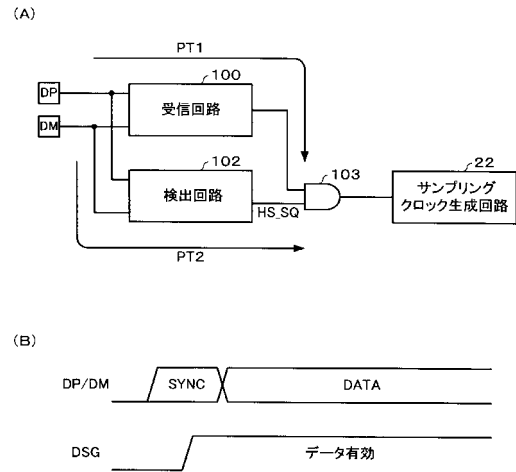 (A)
PT1
100
DP
受信回路
DM
102
103
22
検出回路
HS_SQ
サンプリング
クロック生成回路
PT2
(B)
DP/DM
SYNC
DATA
DSG
データ有効